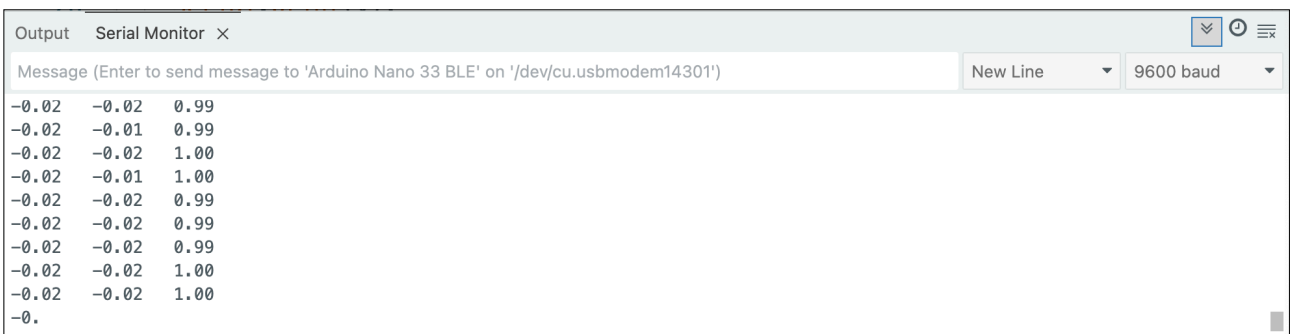 Output Serial Monitor ×
Message (Enter to send message to 'Arduino Nano 33 BLE' on '/dev/cu.usbmodem14301') New Line 9600 baud
-0.02 -0.02 0.99
-0.02 -0.01 0.99
-0.02 -0.02 1.00
-0.02 -0.01 1.00
-0.02 -0.02 0.99
-0.02 -0.02 0.99
-0.02 -0.02 0.99
-0.02 -0.02 1.00
-0.02 -0.02 1.00
-0.